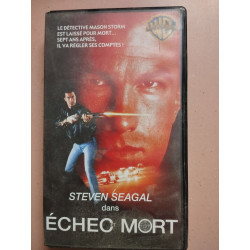 LE DÉTECTIVE MASON STORM
EST LAISSÉ POUR MORT...
SEPT ANS APRÈS,
IL VA RÉGLER SES COMPTES!
STEVEN SEAGAL
dans
ÉCHEC MORT